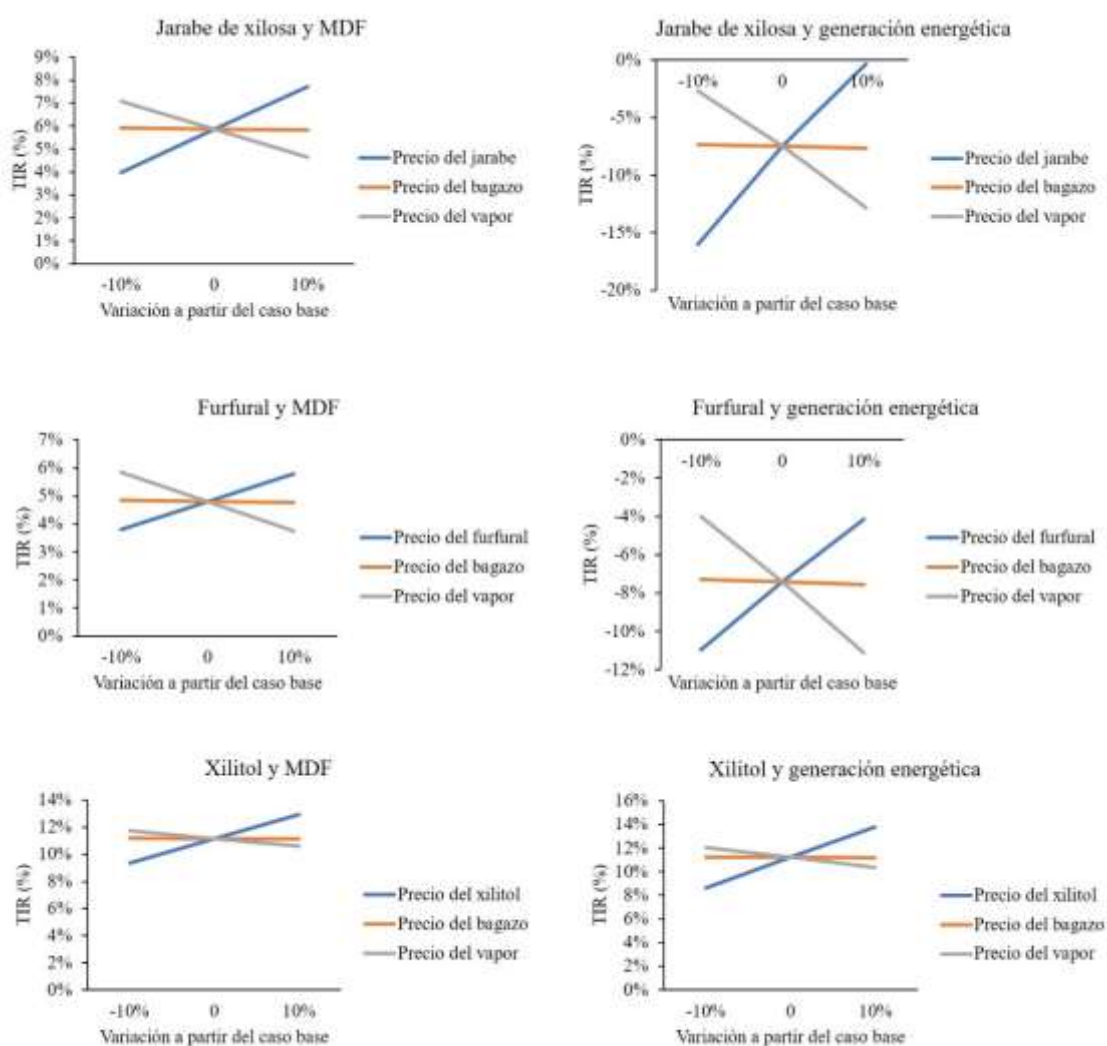 Jarabe de xilosa y MDF
9%
8%
7%
6%
5%
4%
3%
2%
1%
0%
TIR (%)
-10% 0 10%
Variación a partir del caso base
Precio del jarabe
Precio del bagazo
Precio del vapor
Jarabe de xilosa y generación energética
0%
-5%
-10%
-15%
-20%
TIR (%)
-10% 0 10%
Variación a partir del caso base
Precio del jarabe
Precio del bagazo
Precio del vapor
Furfural y MDF
7%
6%
5%
4%
3%
2%
1%
0%
TIR (%)
-10% 0 10%
Variación a partir del caso base
Precio del furfural
Precio del bagazo
Precio del vapor
Furfural y generación energética
0%
-2%
-4%
-6%
-8%
-10%
-12%
TIR (%)
-10% 0 10%
Variación a partir del caso base
Precio del furfural
Precio del bagazo
Precio del vapor
Xilitol y MDF
14%
12%
10%
8%
6%
4%
2%
0%
TIR (%)
-10% 0 10%
Variación a partir del caso base
Precio del xilitol
Precio del bagazo
Precio del vapor
Xilitol y generación energética
16%
14%
12%
10%
8%
6%
4%
2%
0%
TIR (%)
-10% 0 10%
Variación a partir del caso base
Precio del xilitol
Precio del bagazo
Precio del vapor